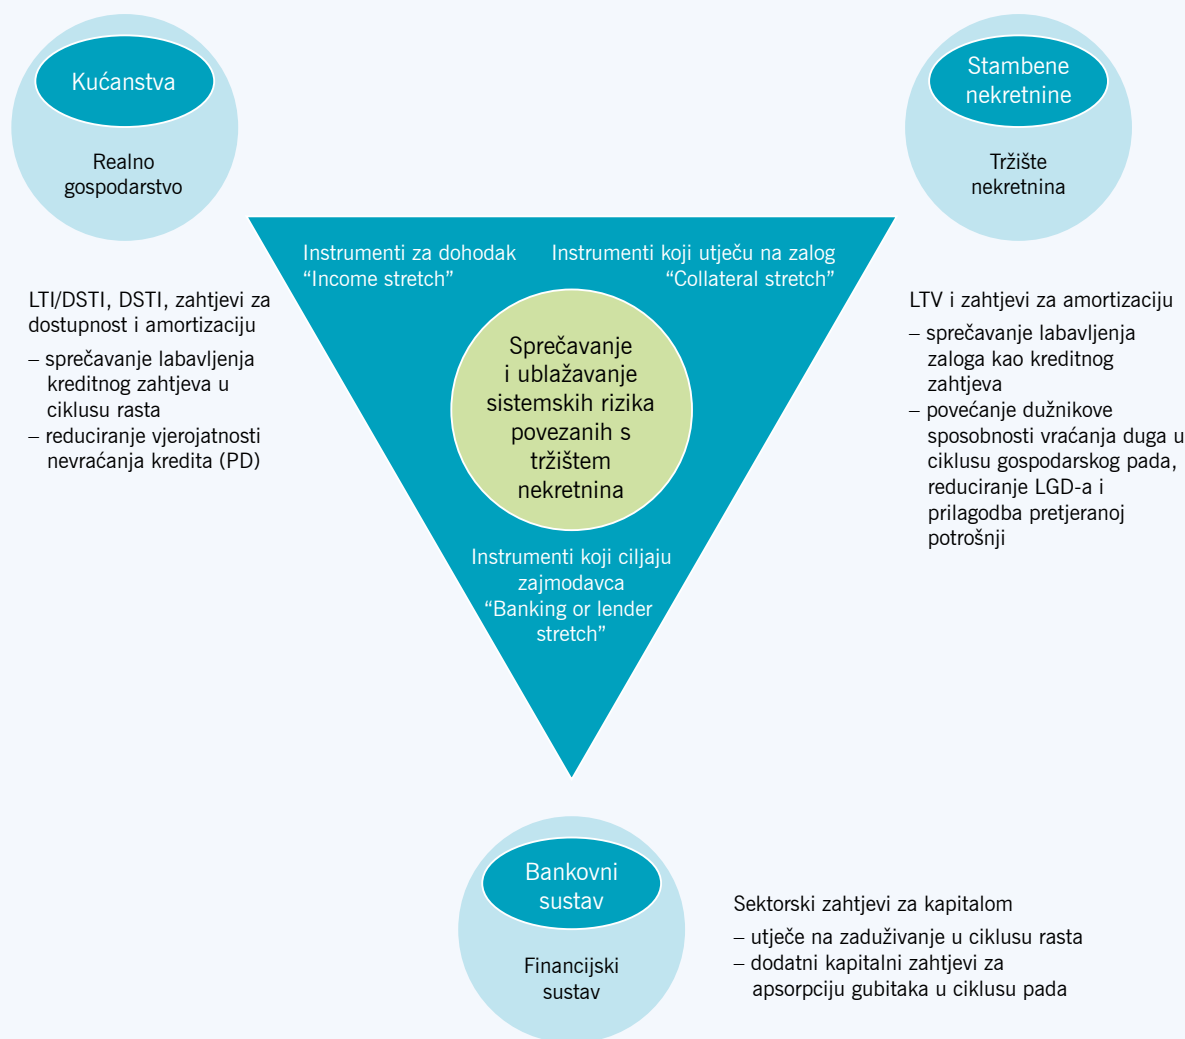 Kućanstva
Realno
gospodarstvo
Stambene
nekretnine
Tržište
nekretnina
Instrumenti za dohodak
“Income stretch”
Instrumenti koji utječu na zalog
“Collateral stretch”
LTI/DSTI, DSTI, zahtjevi za
dostupnost i amortizaciju
– sprečavanje labavljenja
kreditnog zahtjeva u
ciklusu rasta
– reduciranje vjerojatnosti
nevraćanja kredita (PD)
Sprečavanje
i ublažavanje
sistemskih rizika
povezanih s
tržištem
nekretnina
LTV i zahtjevi za amortizaciju
– sprečavanje labavljenja
zaloga kao kreditnog
zahtjeva
– povećanje dužnikove
sposobnosti vraćanja duga u
ciklusu gospodarskog pada,
reduciranje LGD-a i
prilagodba pretjeranoj
potrošnji
Instrumenti koji ciljaju
zajmodavca
“Banking or lender
stretch”
Bankovni
sustav
Financijski
sustav
Sektorski zahtjevi za kapitalom
– utječe na zaduživanje u ciklusu rasta
– dodatni kapitalni zahtjevi za
apsorpciju gubitaka u ciklusu pada